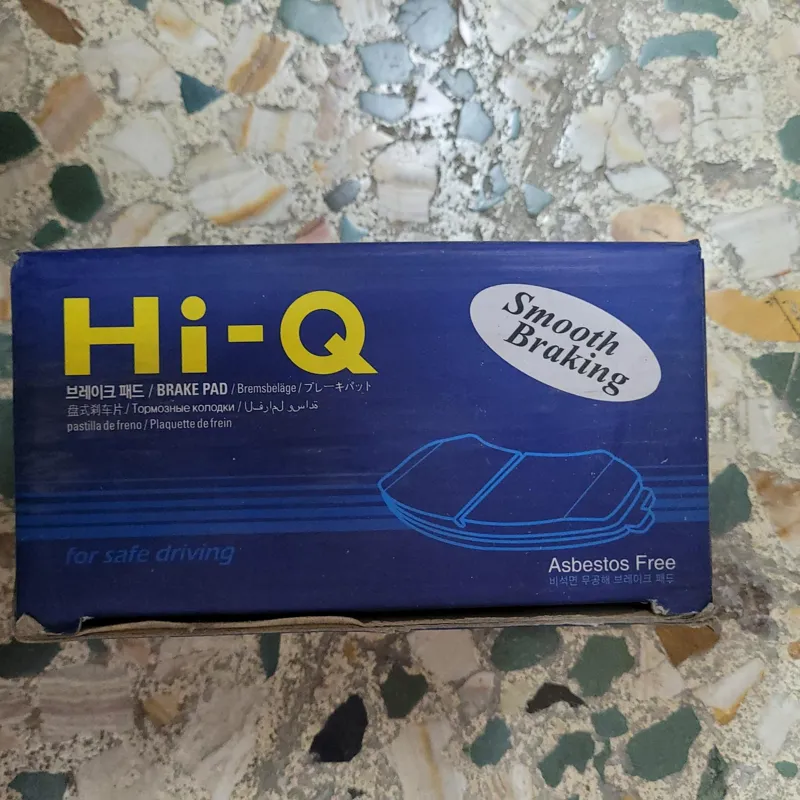 Hi-Q
Smooth
Braking
브레이크 패드 / BRAKE PAD / Bremsbeläge / ブレーキパット
盘式刹车片 / Тормозные колодки / الفرامل وسادة
pastilla de freno / Plaquette de frein
for safe driving
Asbestos Free
비석면 무공해 브레이크 패드